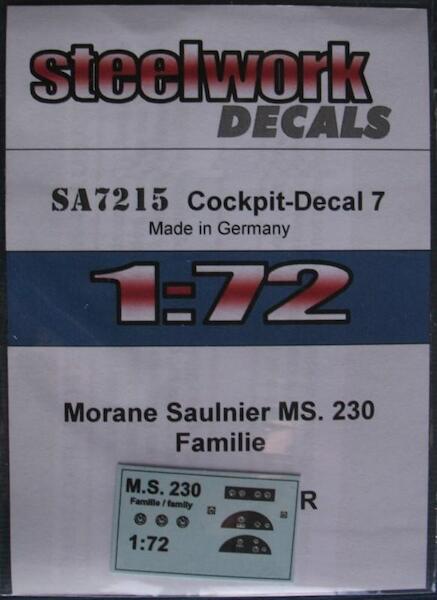 steelwork
DECALS
SA7215 Cockpit-Decal 7
Made in Germany
1:72
Morane Saulnier MS. 230
Familie
R
M.S. 230
Familie / family
1:72